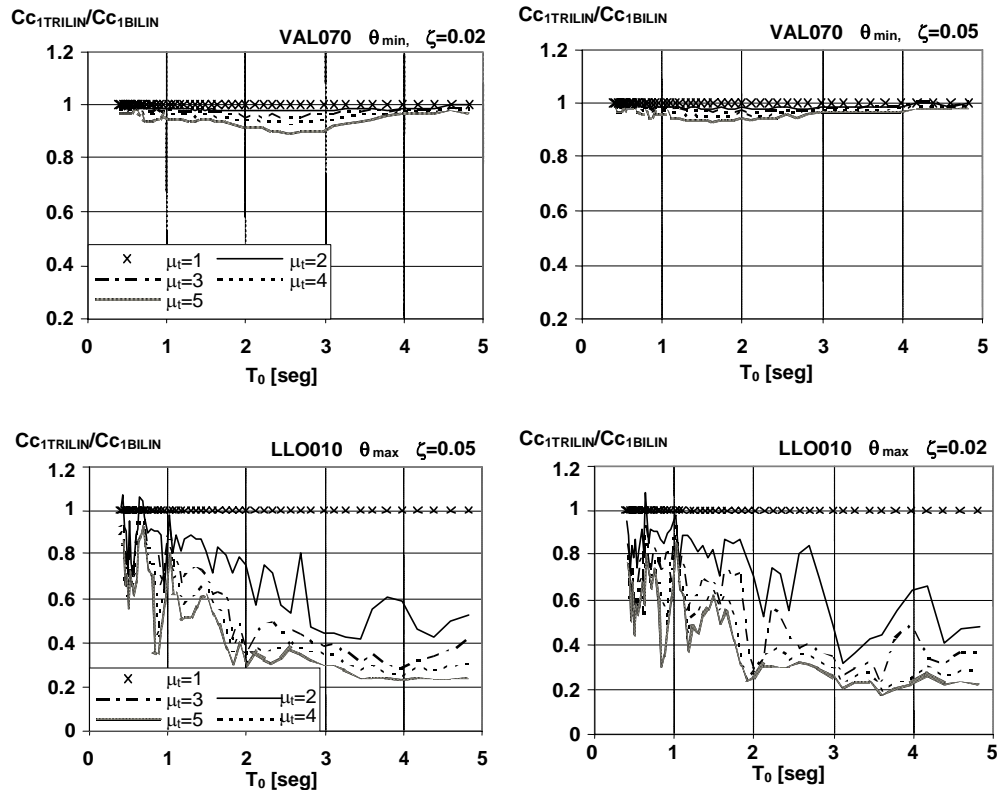 Cc1TRILIN/Cc1BILIN
VAL070 θmin, ζ=0.02
1.2
1
0.8
0.6
0.4
0.2
μt=1
μt=2
μt=3
μt=4
μt=5
0 1 2 3 4 5
T0 [seg]
Cc1TRILIN/Cc1BILIN
VAL070 θmin, ζ=0.05
1.2
1
0.8
0.6
0.4
0.2
0 1 2 3 4 5
T0 [seg]
Cc1TRILIN/Cc1BILIN
LLO010 θmax ζ=0.05
1.2
1
0.8
0.6
0.4
0.2
0
μt=1
μt=3
μt=2
μt=5
μt=4
0 1 2 3 4 5
T0 [seg]
Cc1TRILIN/Cc1BILIN
LLO010 θmax ζ=0.02
1.2
1
0.8
0.6
0.4
0.2
0
0 1 2 3 4 5
T0 [seg]